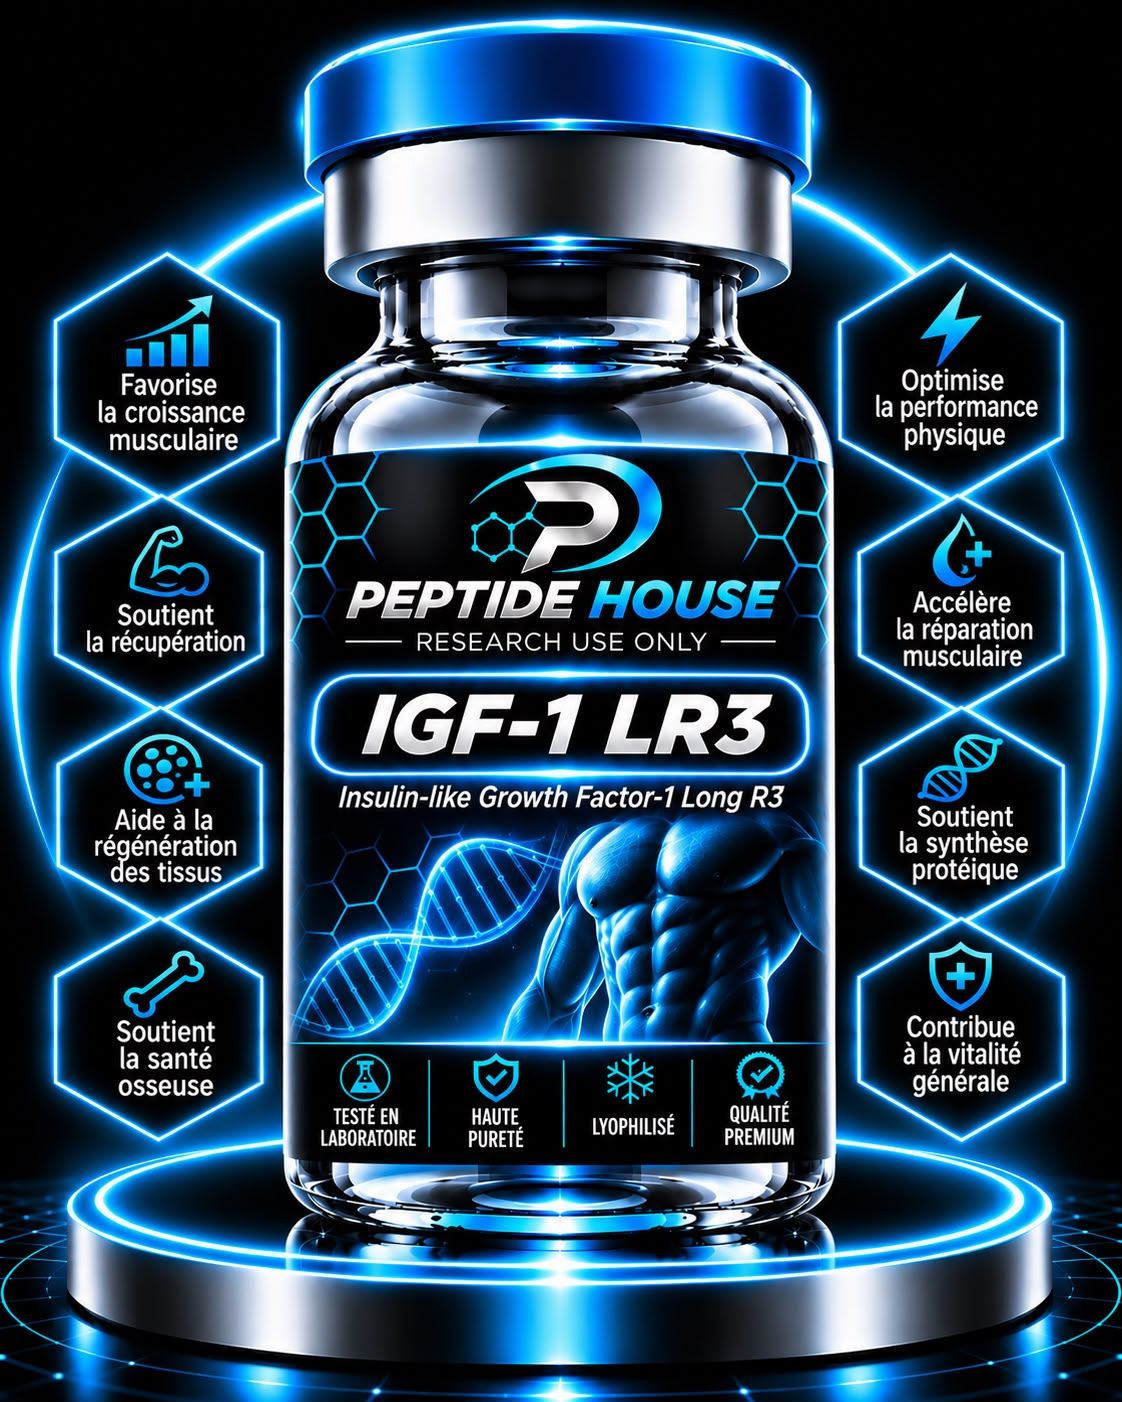 PEPTIDE HOUSE
RESEARCH USE ONLY
IGF-1 LR3
Insulin-like Growth Factor-1 Long R3
TESTÉ EN
LABORATOIRE
HAUTE
PURETÉ
LYOPHILISÉ
QUALITÉ
PREMIUM
Favorise
la croissance
musculaire
Soutient
la récupération
Aide à la
régénération
des tissus
Soutient
la santé
osseuse
Optimise
la performance
physique
Accélère
la réparation
musculaire
Soutient
la synthèse
protéique
Contribue
à la vitalité
générale